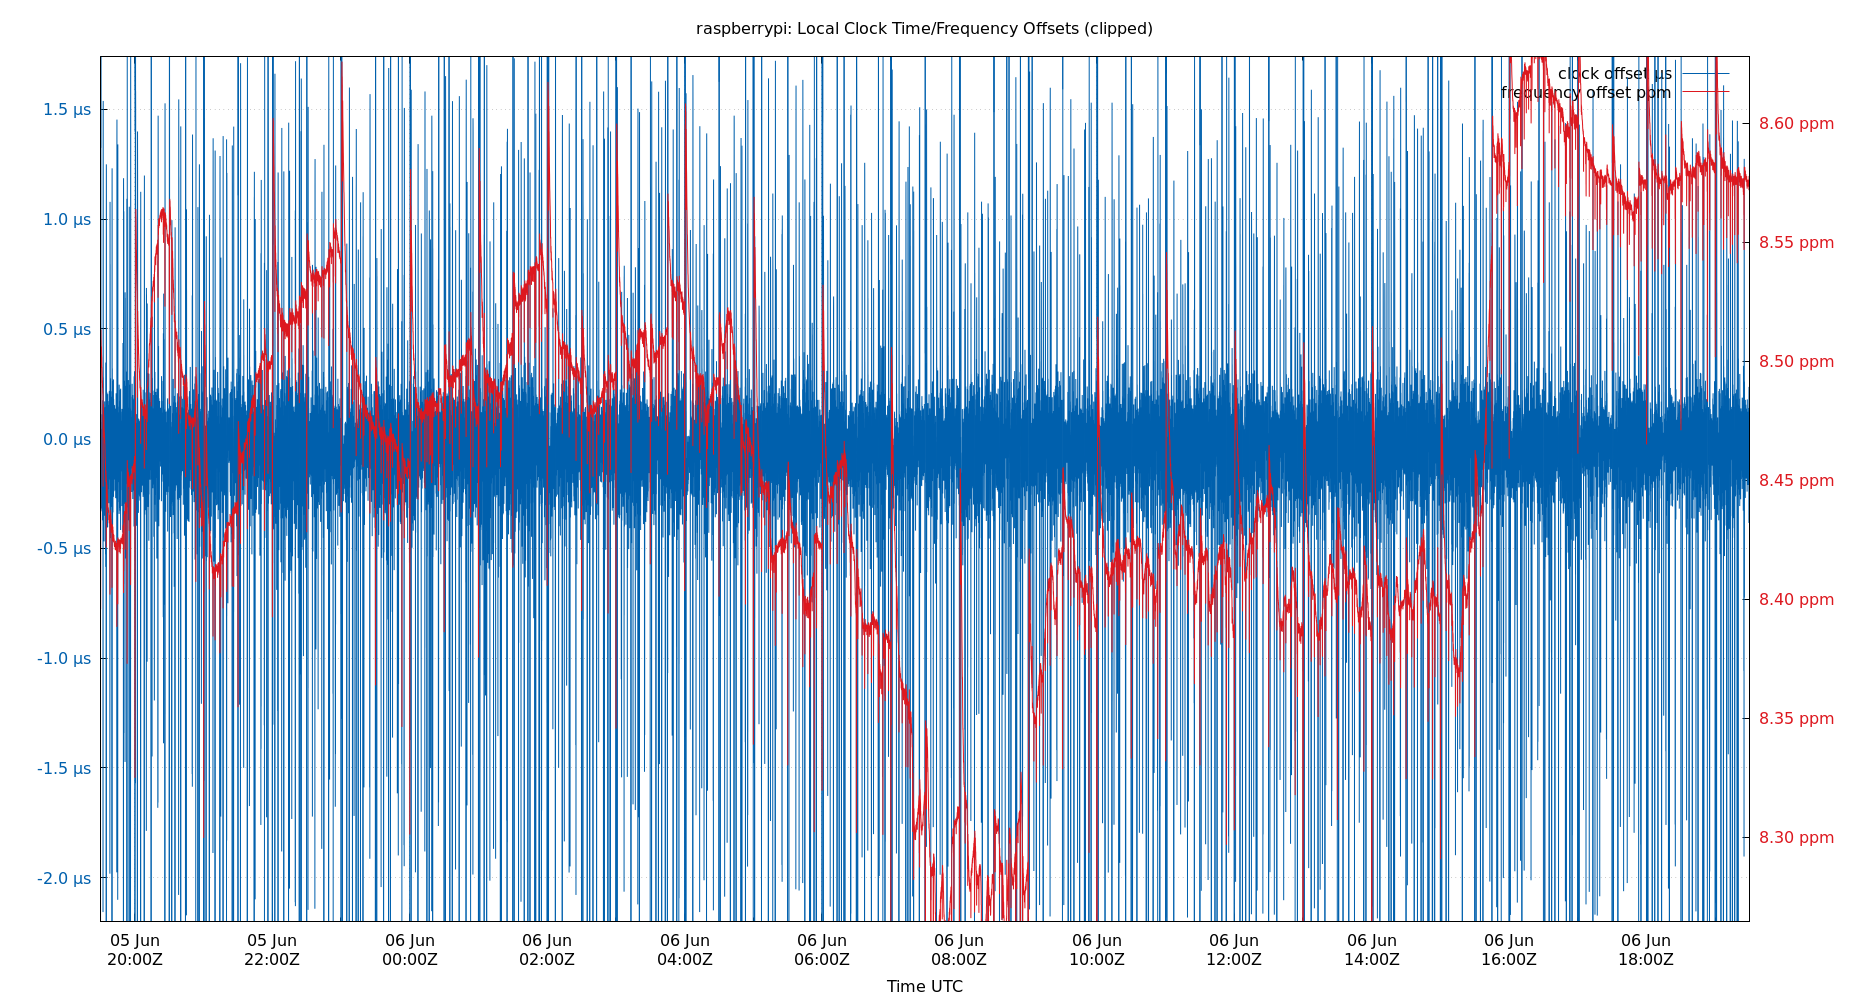 raspberrypi: Local Clock Time/Frequency Offsets (clipped)
clock offset µs
frequency offset ppm
1.5 µs
1.0 µs
0.5 µs
0.0 µs
-0.5 µs
-1.0 µs
-1.5 µs
-2.0 µs
8.60 ppm
8.55 ppm
8.50 ppm
8.45 ppm
8.40 ppm
8.35 ppm
8.30 ppm
05 Jun 05 Jun 06 Jun 06 Jun 06 Jun 06 Jun 06 Jun 06 Jun 06 Jun 06 Jun 06 Jun 06 Jun
20:00Z 22:00Z 00:00Z 02:00Z 04:00Z 06:00Z 08:00Z 10:00Z 12:00Z 14:00Z 16:00Z 18:00Z
Time UTC